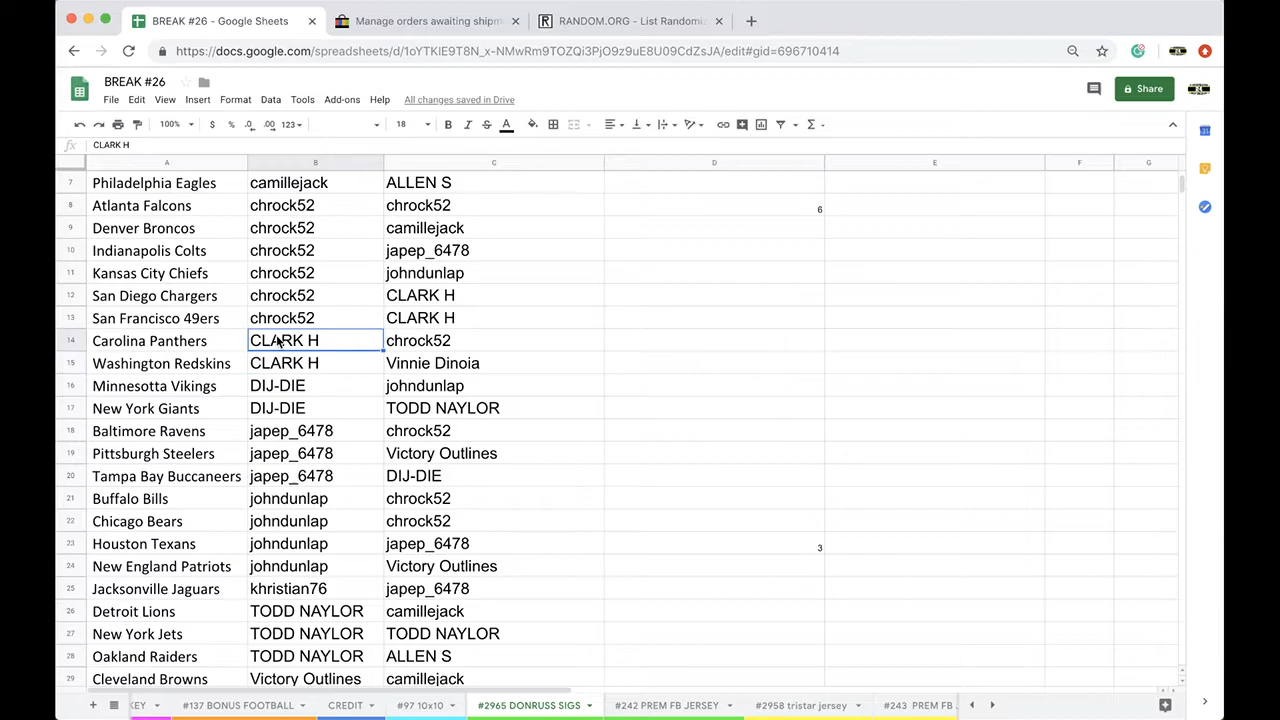 BREAK #26 - Google Sheets
Manage orders awaiting shipm
RANDOM.ORG - List Randomiz
https://docs.google.com/spreadsheets/d/1oYTKlE9T8N_x-NMwRm9TOZQi3PjO9z9uE8U09CdZsJA/edit#gid=696710414
BREAK #26
File Edit View Insert Format Data Tools Add-ons Help All changes saved in Drive
Share
100% $ % .0 .00 123 18 B I S A
fx CLARK H
A B C D E F G
7 Philadelphia Eagles camillejack ALLEN S
8 Atlanta Falcons chrock52 chrock52 6
9 Denver Broncos chrock52 camillejack
10 Indianapolis Colts chrock52 japep_6478
11 Kansas City Chiefs chrock52 johndunlap
12 San Diego Chargers chrock52 CLARK H
13 San Francisco 49ers chrock52 CLARK H
14 Carolina Panthers CLARK H chrock52
15 Washington Redskins CLARK H Vinnie Dinoia
16 Minnesotta Vikings DIJ-DIE johndunlap
17 New York Giants DIJ-DIE TODD NAYLOR
18 Baltimore Ravens japep_6478 chrock52
19 Pittsburgh Steelers japep_6478 Victory Outlines
20 Tampa Bay Buccaneers japep_6478 DIJ-DIE
21 Buffalo Bills johndunlap chrock52
22 Chicago Bears johndunlap chrock52
23 Houston Texans johndunlap japep_6478 3
24 New England Patriots johndunlap Victory Outlines
25 Jacksonville Jaguars khristian76 japep_6478
26 Detroit Lions TODD NAYLOR camillejack
27 New York Jets TODD NAYLOR TODD NAYLOR
28 Oakland Raiders TODD NAYLOR ALLEN S
29 Cleveland Browns Victory Outlines camillejack
KEY #137 BONUS FOOTBALL CREDIT #97 10x10 #2965 DONRUSS SIGS #242 PREM FB JERSEY #2958 tristar jersey #243 PREM FB